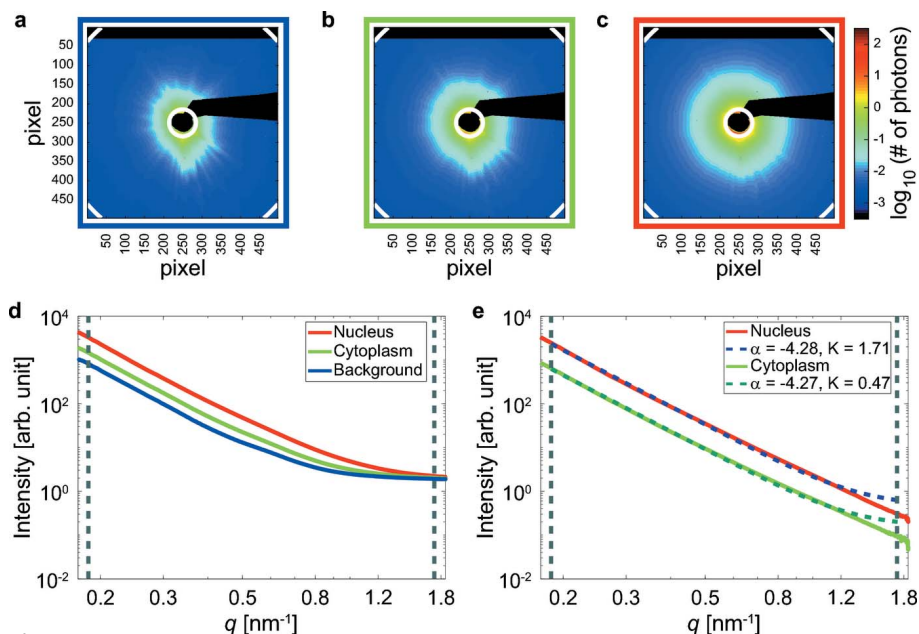 a
b
c
50
100
150
200
250
300
350
400
450
pixel
50
100
150
200
250
300
350
400
450
pixel
50
100
150
200
250
300
350
400
450
pixel
50
100
150
200
250
300
350
400
450
pixel
2
1
0
-1
-2
-3
log10 (# of photons)
d
10^4
10^2
10^0
10^-2
Intensity [arb. unit]
Nucleus
Cytoplasm
Background
0.2
0.3
0.5
0.8
1.2
1.8
q [nm-1]
e
10^4
10^2
10^0
10^-2
Intensity [arb. unit]
Nucleus
α = -4.28, K = 1.71
Cytoplasm
α = -4.27, K = 0.47
0.2
0.3
0.5
0.8
1.2
1.8
q [nm-1]